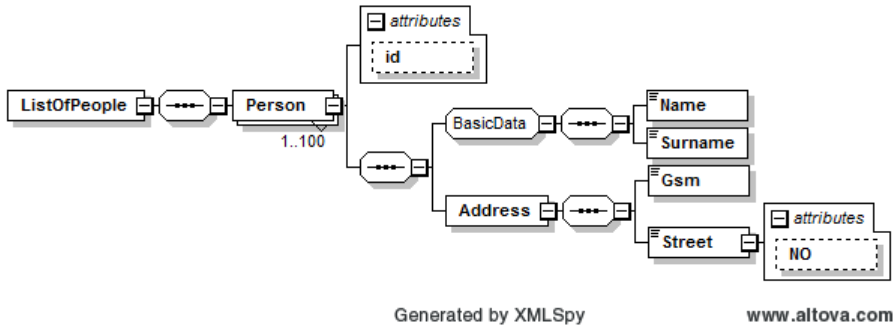 attributes
id
ListOfPeople
Person
1..100
BasicData
Name
Surname
Address
Gsm
Street
attributes
NO
Generated by XMLSpy
www.altova.com